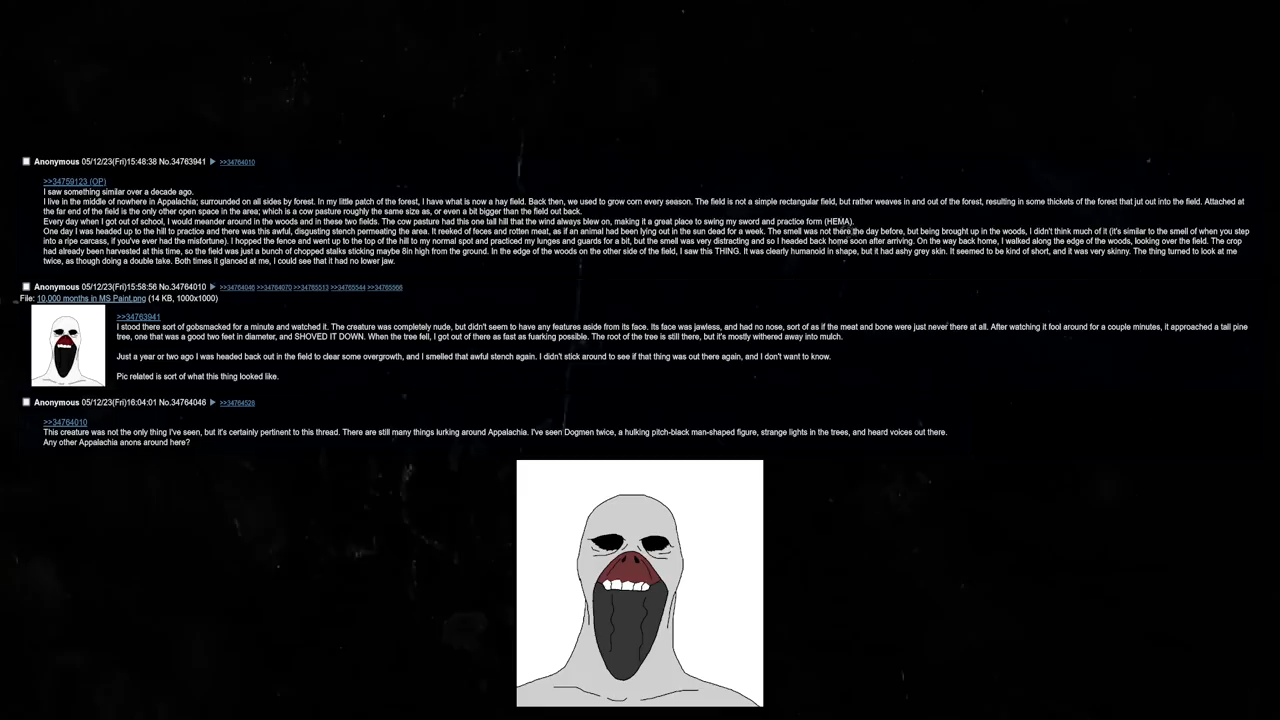 Anonymous 05/12/23(Fri)15:48:38 No.34763941 ▶ >>34764010
>>34759123 (OP)
I saw something similar over a decade ago.
I live in the middle of nowhere in Appalachia; surrounded on all sides by forest. In my little patch of the forest, I have what is now a hay field. Back then, we used to grow corn every season. The field is not a simple rectangular field, but rather weaves in and out of the forest, resulting in some thickets of the forest that jut out into the field. Attached at
the far end of the field is the only other open space in the area; which is a cow pasture roughly the same size as, or even a bit bigger than the field out back.
Every day when I got out of school, I would meander around in the woods and in these two fields. The cow pasture had this one tall hill that the wind always blew on, making it a great place to swing my sword and practice form (HEMA).
One day I was headed up to the hill to practice and there was this awful, disgusting stench permeating the area. It reeked of feces and rotten meat, as if an animal had been lying out in the sun dead for a week. The smell was not there the day before, but being brought up in the woods, I didn't think much of it (it's similar to the smell of when you step
into a ripe carcass, if you've ever had the misfortune). I hopped the fence and went up to the top of the hill to my normal spot and practiced my lunges and guards for a bit, but the smell was very distracting and so I headed back home soon after arriving. On the way back home, I walked along the edge of the woods, looking over the field. The crop
had already been harvested at this time, so the field was just a bunch of chopped stalks sticking maybe 6in high from the ground. In the edge of the woods on the other side of the field, I saw this THING. It was clearly humanoid in shape, but it had ashy grey skin. It seemed to be kind of short, and it was very skinny. The thing turned to look at me
twice, as though doing a double take. Both times it glanced at me, I could see that it had no lower jaw.
Anonymous 05/12/23(Fri)15:58:56 No.34764010 ▶ >>34764046 >>34764070 >>34765513 >>34765544 >>34765566
File: 10,000 months in MS Paint.png (14 KB, 1000x1000)
>>34763941
I stood there sort of gobsmacked for a minute and watched it. The creature was completely nude, but didn't seem to have any features aside from its face. Its face was jawless, and had no nose, sort of as if the meat and bone were just never there at all. After watching it fool around for a couple minutes, it approached a tall pine
tree, one that was a good two feet in diameter, and SHOVED IT DOWN. When the tree fell, I got out of there as fast as fuarking possible. The root of the tree is still there, but it's mostly withered away into mulch.
Just a year or two ago I was headed back out in the field to clear some overgrowth, and I smelled that awful stench again. I didn't stick around to see if that thing was out there again, and I don't want to know.
Pic related is sort of what this thing looked like.
Anonymous 05/12/23(Fri)16:04:01 No.34764046 ▶ >>34764528
>>34764010
This creature was not the only thing I've seen, but it's certainly pertinent to this thread. There are still many things lurking around Appalachia. I've seen Dogmen twice, a hulking pitch-black man-shaped figure, strange lights in the trees, and heard voices out there.
Any other Appalachia anons around here?